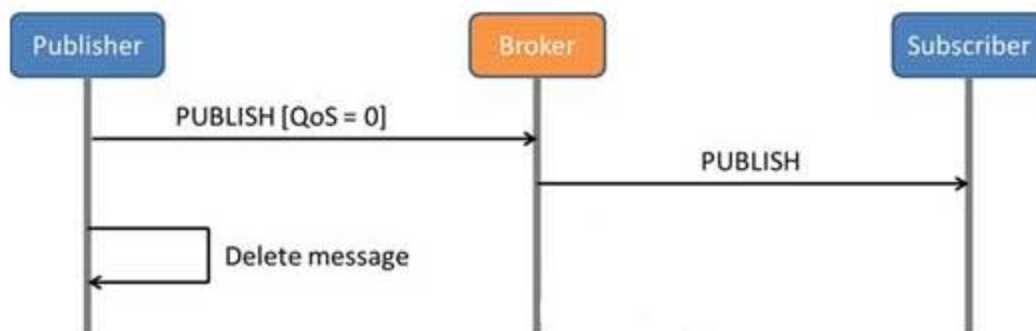 Publisher
Broker
Subscriber
PUBLISH [QoS = 0]
PUBLISH
Delete message